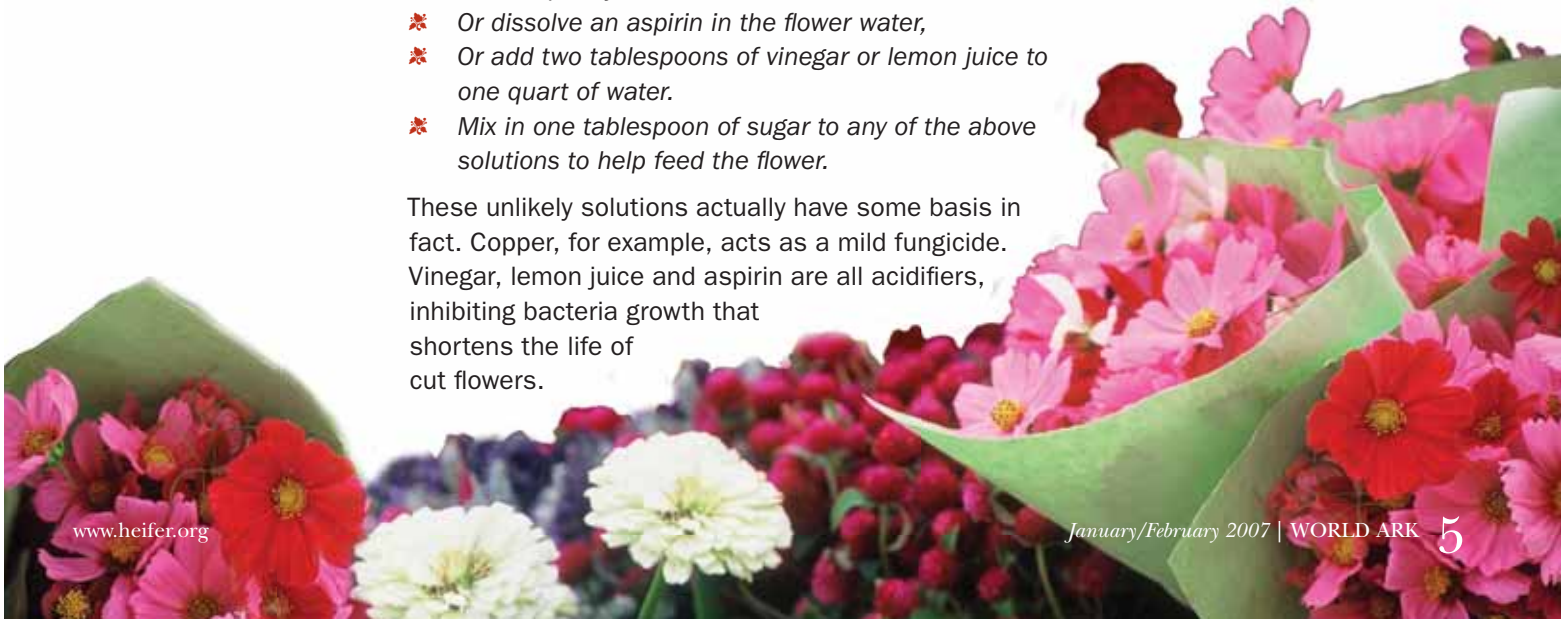 Or dissolve an aspirin in the flower water,
Or add two tablespoons of vinegar or lemon juice to
one quart of water.
Mix in one tablespoon of sugar to any of the above
solutions to help feed the flower.
These unlikely solutions actually have some basis in
fact. Copper, for example, acts as a mild fungicide.
Vinegar, lemon juice and aspirin are all acidifiers,
inhibiting bacteria growth that
shortens the life of
cut flowers.
www.heifer.org
January/February 2007 | WORLD ARK 5